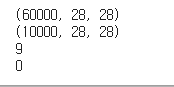 (60000, 28, 28)
(10000, 28, 28)
9
0